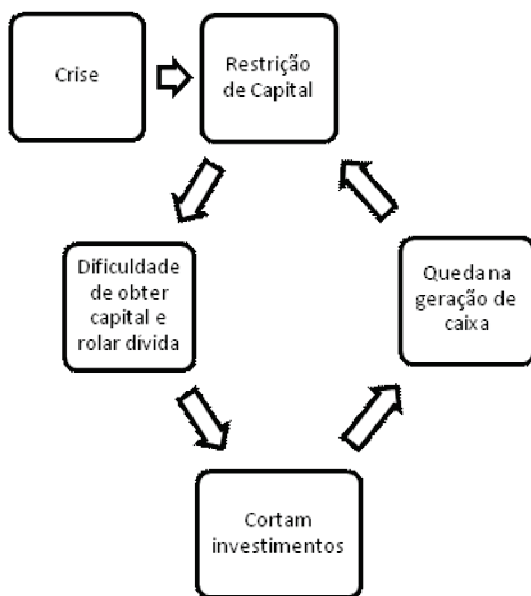 Crise
Restrição
de Capital
Dificuldade
de obter
capital e
rolar dívida
Queda na
geração de
caixa
Cortam
investimentos